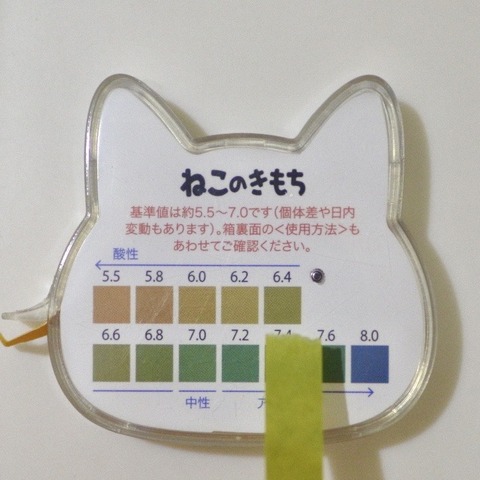 ねこのきもち
基準値は約5.5～7.0です(個体差や日内
変動もあります)。箱裏面の<使用方法>も
あわせてご確認ください。
酸性
5.5 5.8 6.0 6.2 6.4
6.6 6.8 7.0 7.2 7.4 7.6 8.0
中性 ア